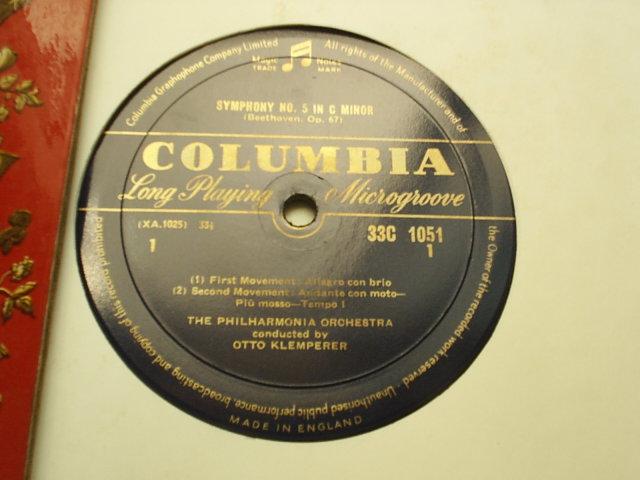 Columbia Graphophone Company Limited
All rights of the Manufacturer and of
the Owner of the recorded work reserved. Unauthorised public performance, broadcasting and copying of this record prohibited
Magic Notes
TRADE MARK
SYMPHONY NO. 5 IN C MINOR
(Beethoven, Op. 67)
COLUMBIA
Long Playing Microgroove
(XA.1025) 33⅓
33C 1051
1
1
(1) First Movement: Allegro con brio
(2) Second Movement: Andante con moto—
Più mosso—Tempo I
THE PHILHARMONIA ORCHESTRA
conducted by
OTTO KLEMPERER
MADE IN ENGLAND